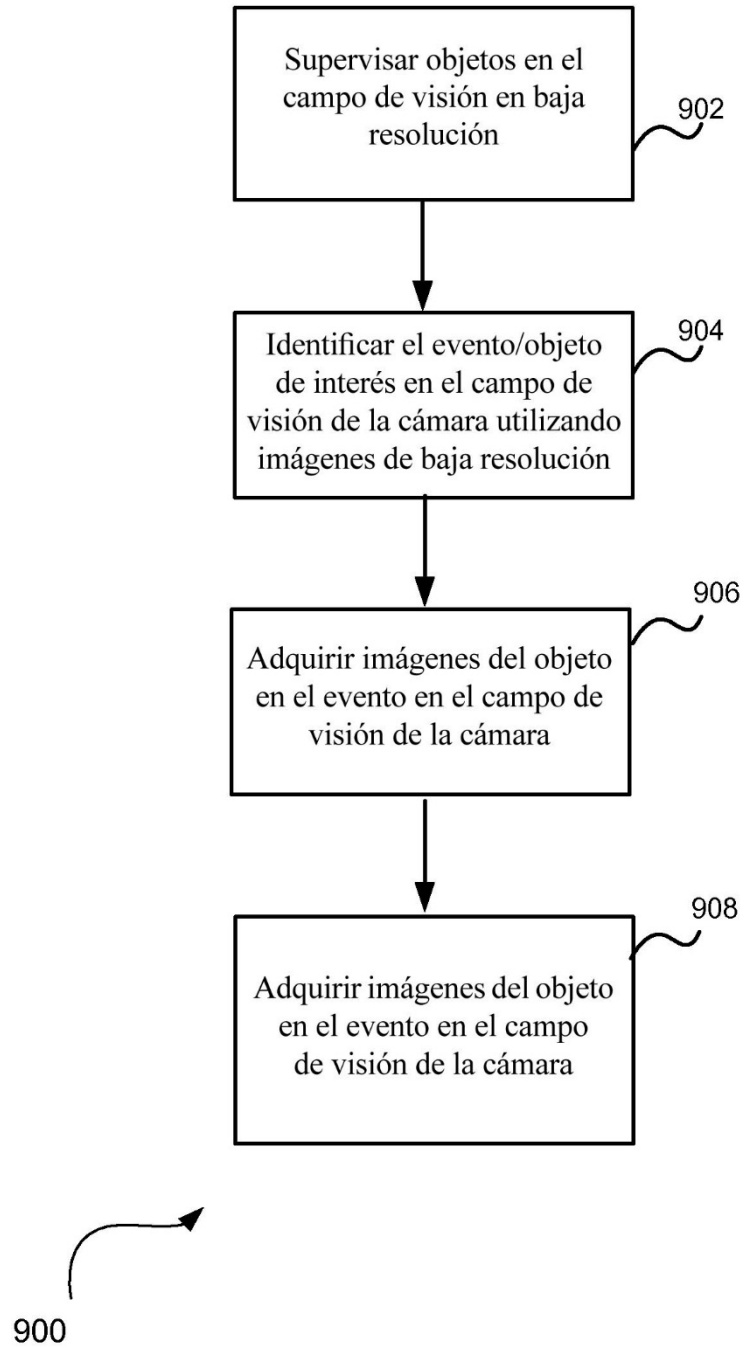 Supervisar objetos en el
campo de visión en baja
resolución
902
Identificar el evento/objeto
de interés en el campo de
visión de la cámara utilizando
imágenes de baja resolución
904
Adquirir imágenes del objeto
en el evento en el campo de
visión de la cámara
906
Adquirir imágenes del objeto
en el evento en el campo
de visión de la cámara
908
900